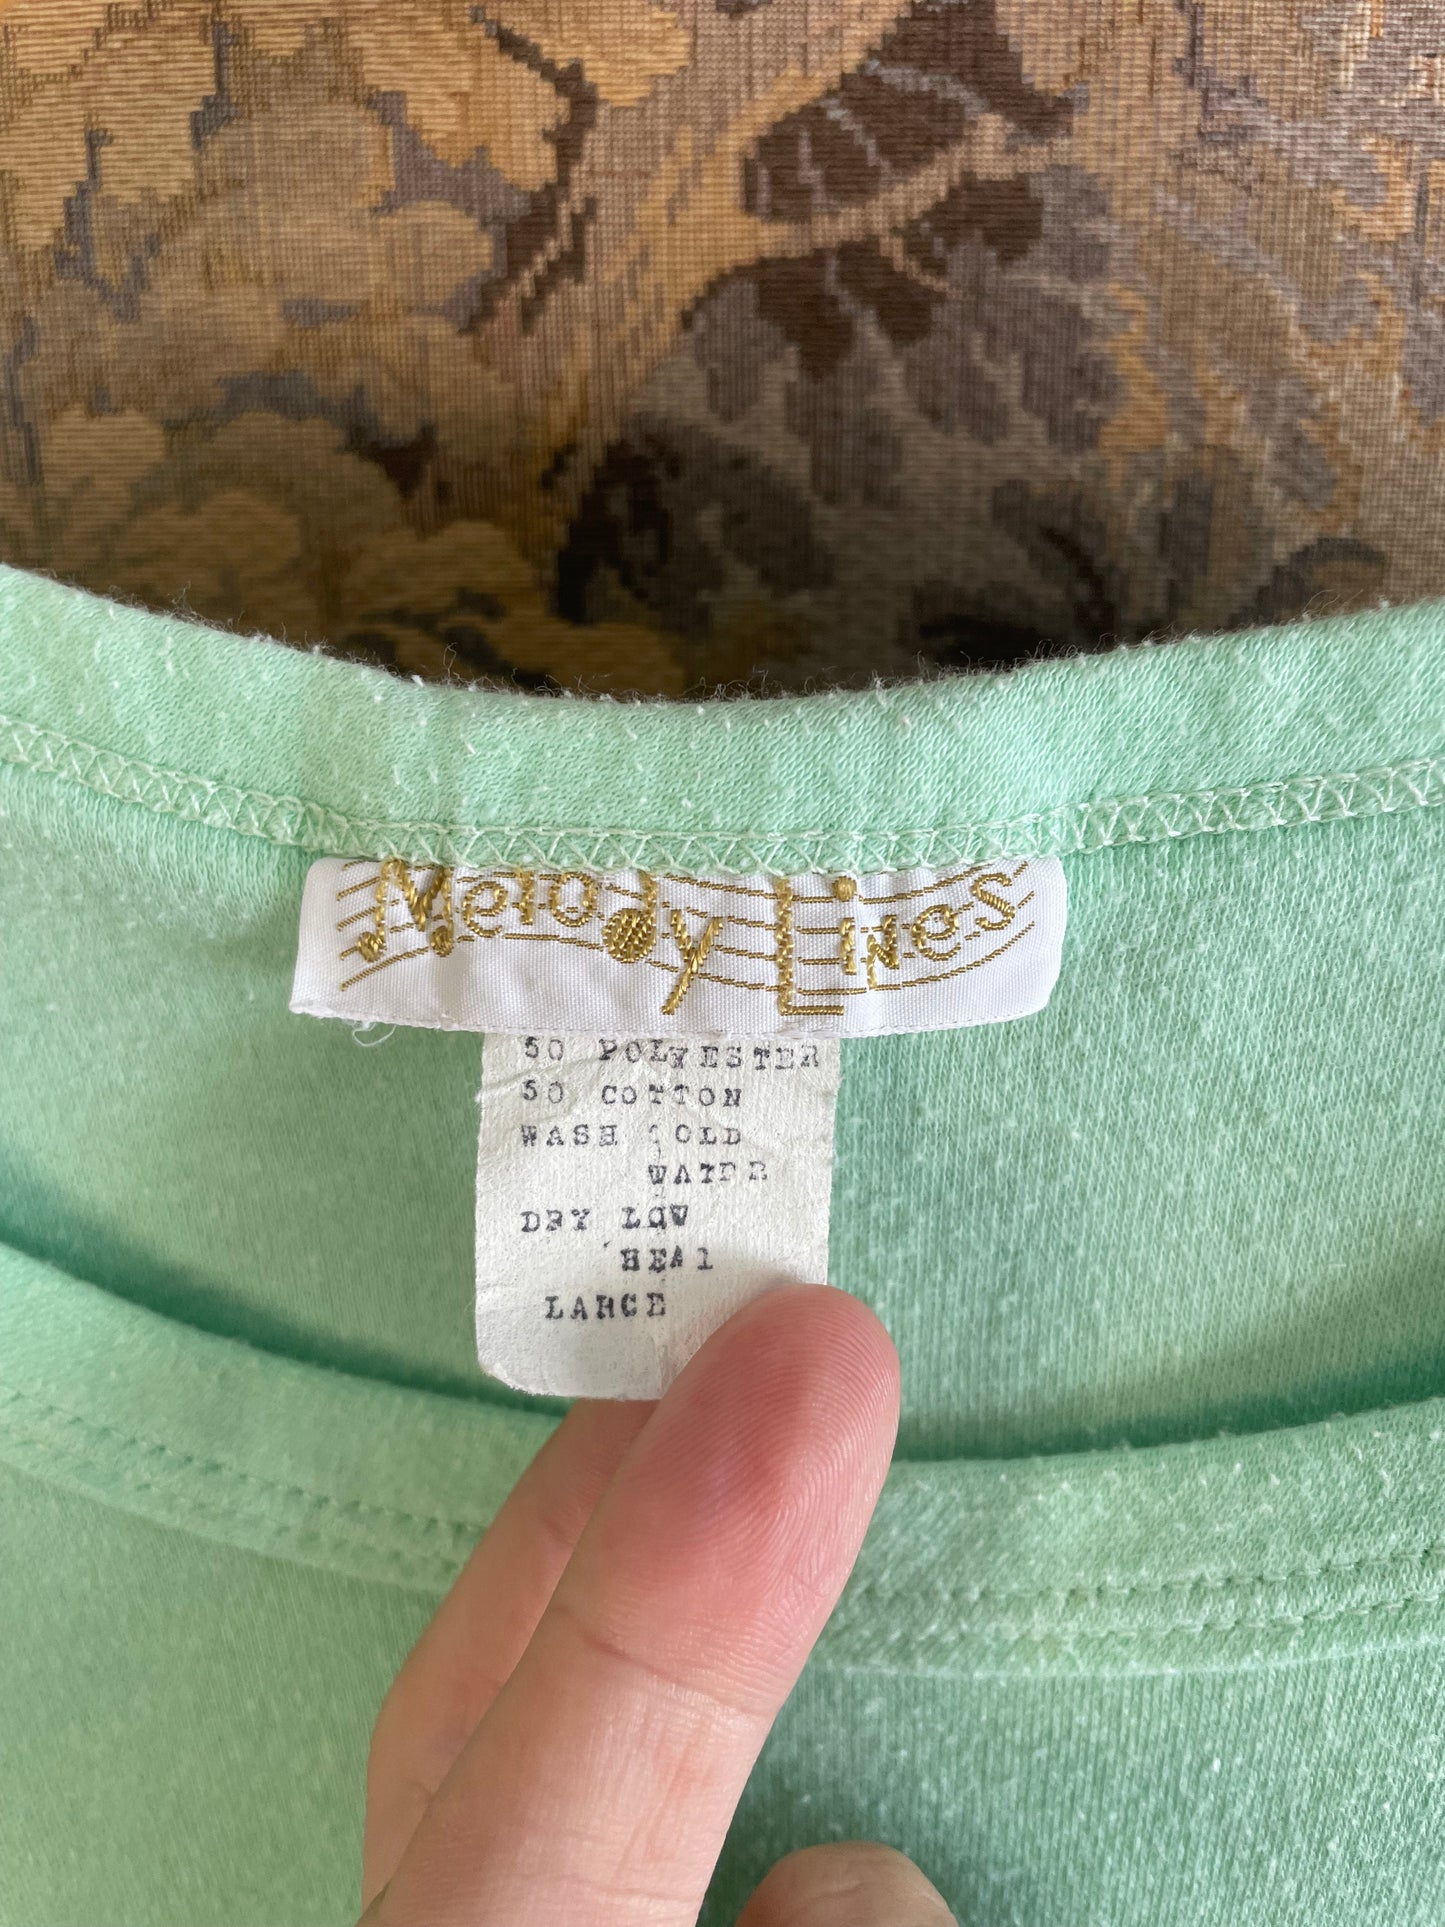 Melody Lines
50 POLYESTER
50 COTTON
WASH COLD
WATER
DRY LOW
HEAT
LARGE